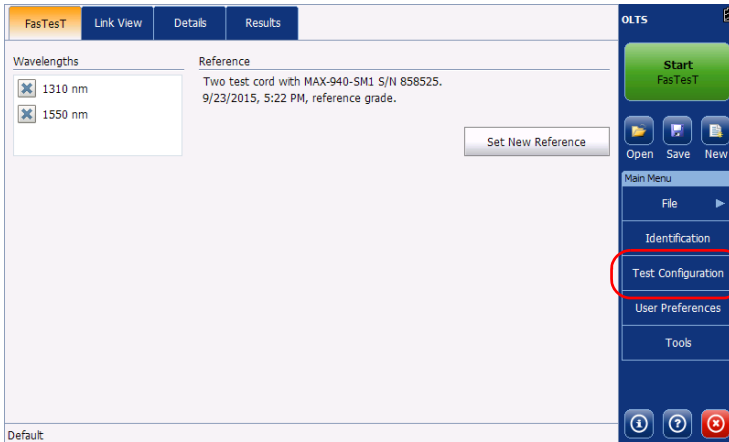 FasTesT
Link View
Details
Results
Wavelengths
1310 nm
1550 nm
Reference
Two test cord with MAX-940-SM1 S/N 858525.
9/23/2015, 5:22 PM, reference grade.
Set New Reference
Default
OLTS
Start
FasTesT
Open Save New
Main Menu
File
Identification
Test Configuration
User Preferences
Tools